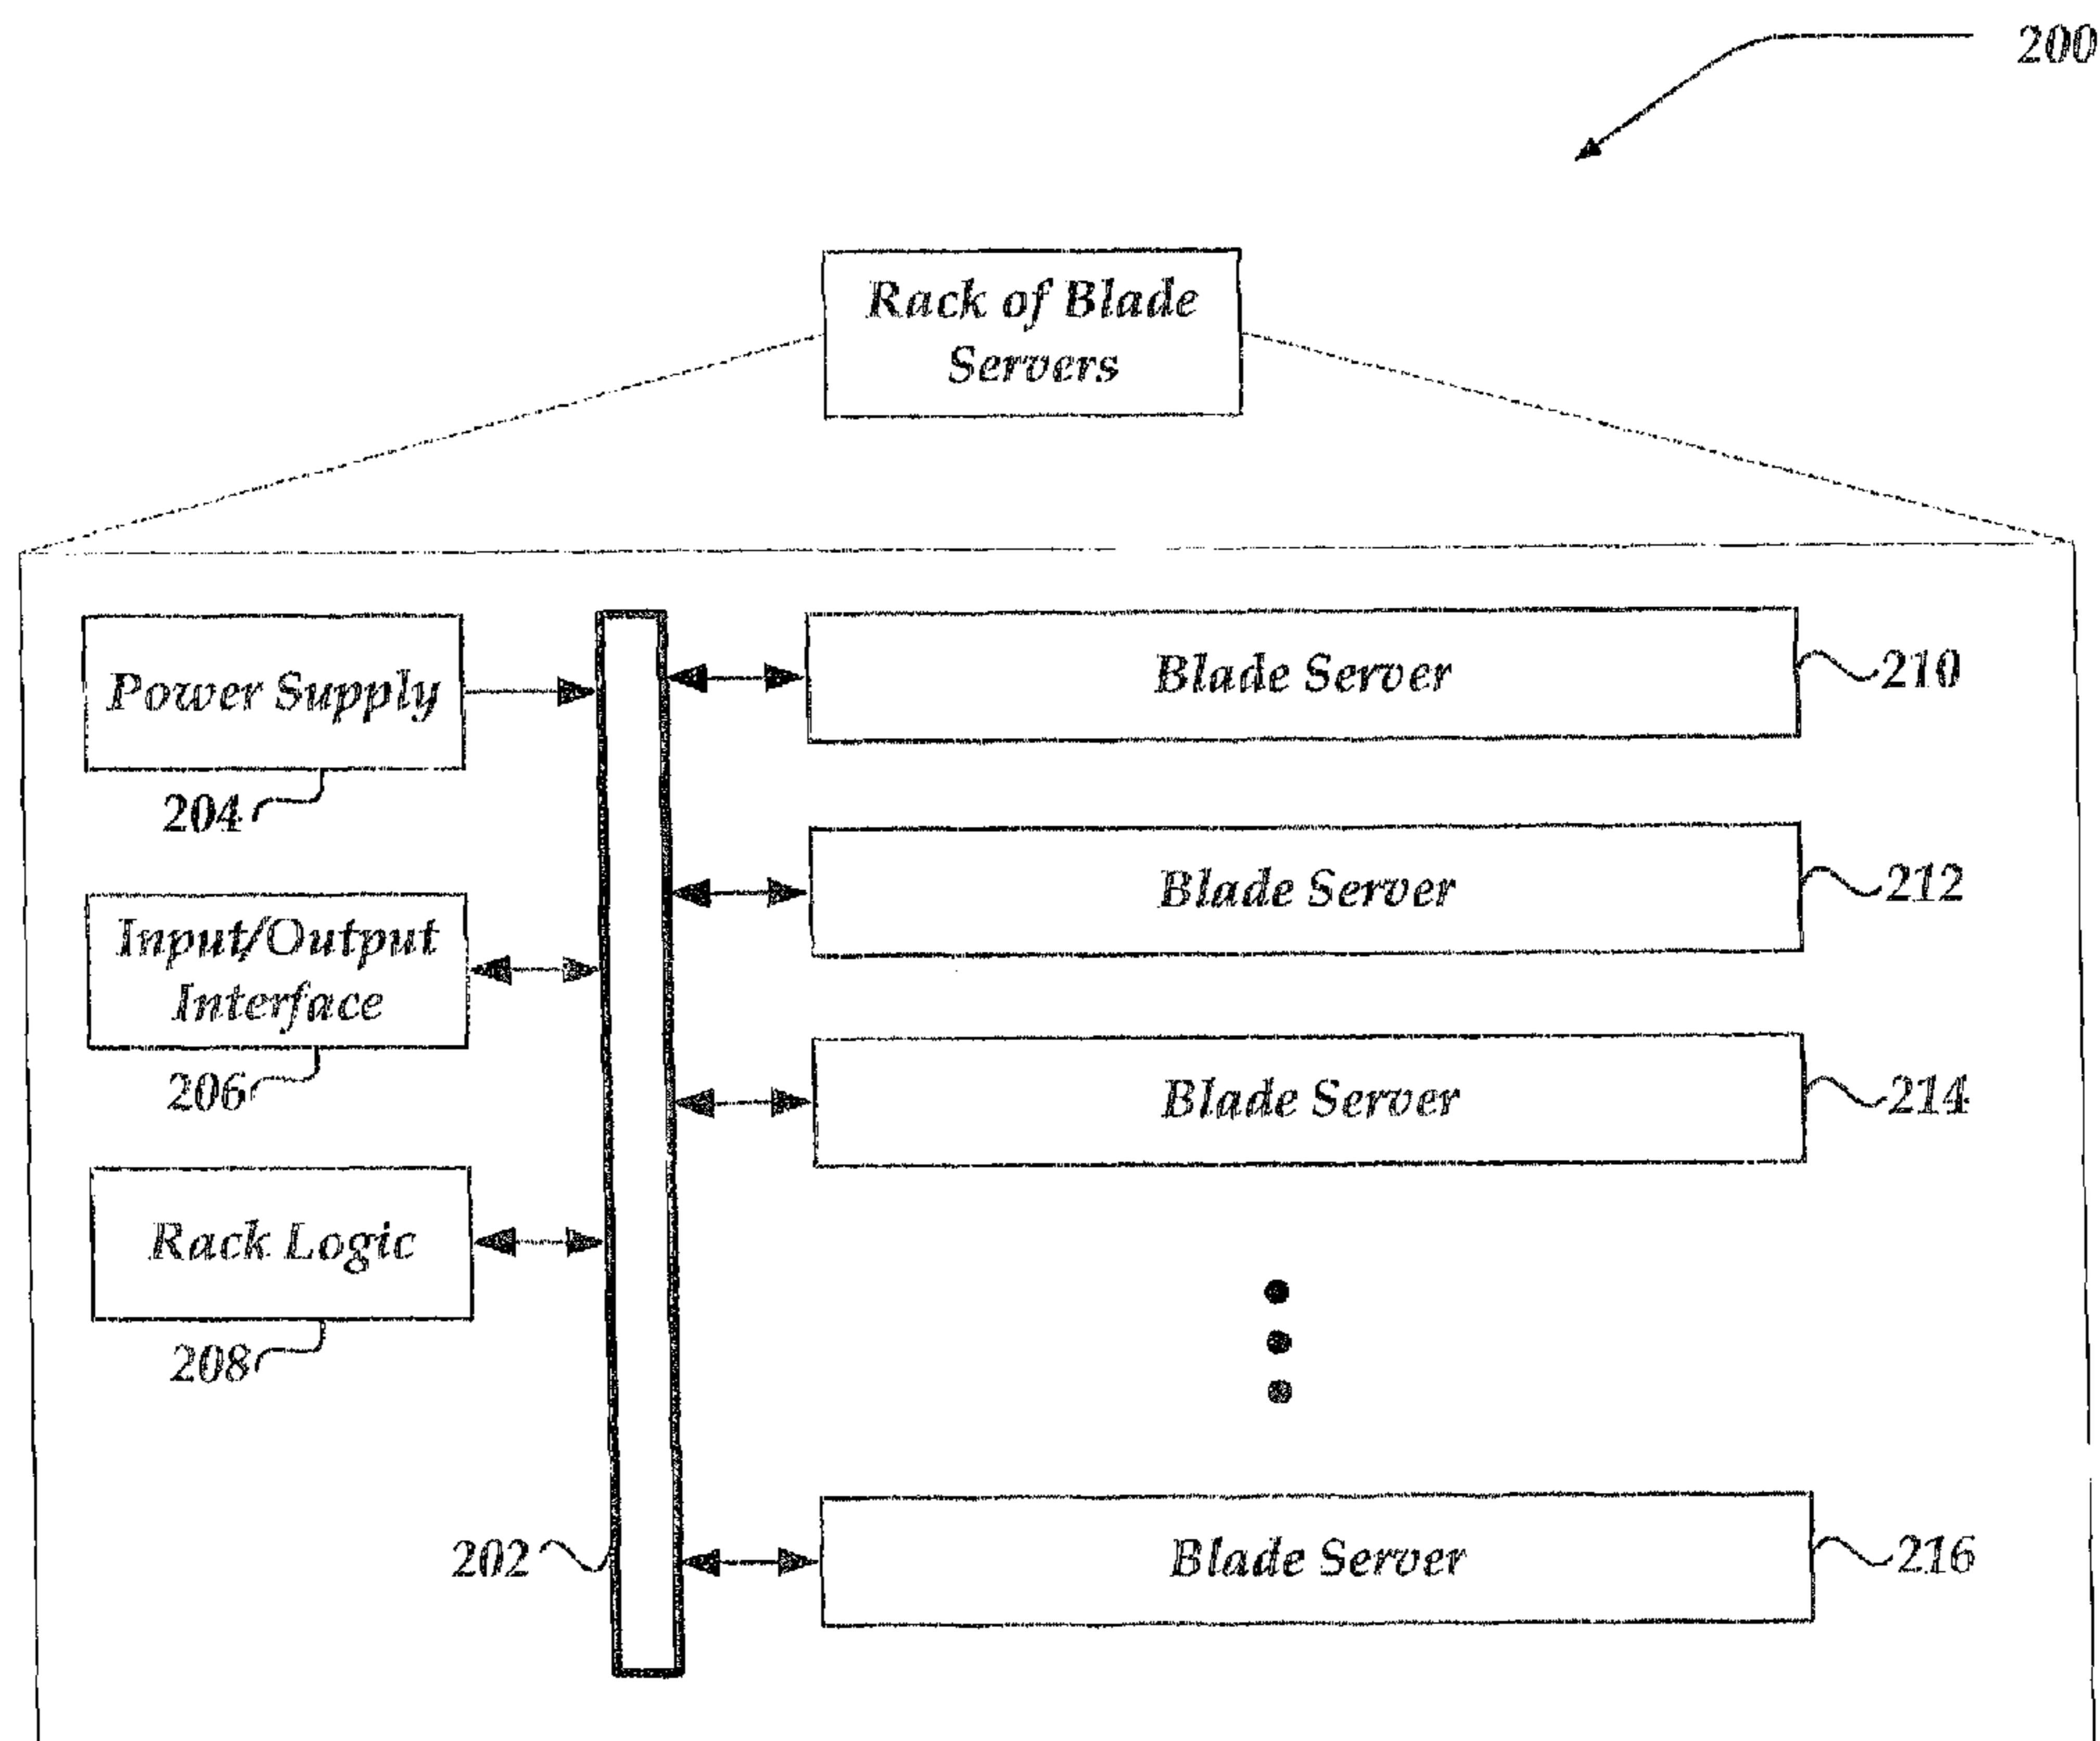 200
Rack of Blade
Servers
Power Supply
204
Input/Output
Interface
206
Rack Logic
208
202
Blade Server
210
Blade Server
212
Blade Server
214
Blade Server
216